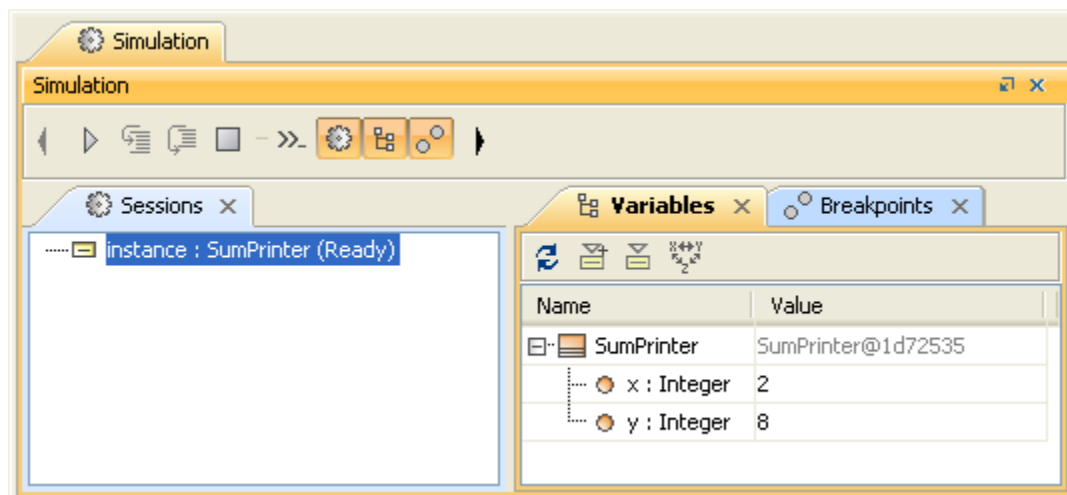 Simulation
Simulation
Sessions
Variables
Breakpoints
instance : SumPrinter (Ready)
Name Value
SumPrinter SumPrinter@1d72535
x : Integer 2
y : Integer 8